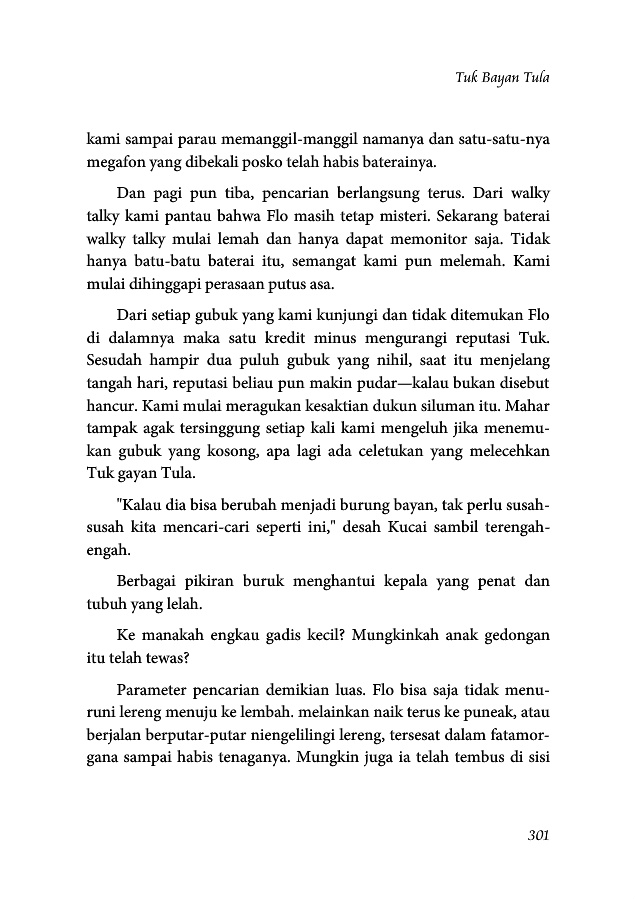 Tuk Bayan Tula
kami sampai parau memanggil-manggil namanya dan satu-satu-nya
megafon yang dibekali posko telah habis baterainya.
Dan pagi pun tiba, pencarian berlangsung terus. Dari walky
talky kami pantau bahwa Flo masih tetap misteri. Sekarang baterai
walky talky mulai lemah dan hanya dapat memonitor saja. Tidak
hanya batu-batu baterai itu, semangat kami pun melemah. Kami
mulai dihinggapi perasaan putus asa.
Dari setiap gubuk yang kami kunjungi dan tidak ditemukan Flo
di dalamnya maka satu kredit minus mengurangi reputasi Tuk.
Sesudah hampir dua puluh gubuk yang nihil, saat itu menjelang
tangah hari, reputasi beliau pun makin pudar—kalau bukan disebut
hancur. Kami mulai meragukan kesaktian dukun siluman itu. Mahar
tampak agak tersinggung setiap kali kami mengeluh jika menemu-
kan gubuk yang kosong, apa lagi ada celetukan yang melecehkan
Tuk gayan Tula.
"Kalau dia bisa berubah menjadi burung bayan, tak perlu susah-
susah kita mencari-cari seperti ini," desah Kucai sambil terengah-
engah.
Berbagai pikiran buruk menghantui kepala yang penat dan
tubuh yang lelah.
Ke manakah engkau gadis kecil? Mungkinkah anak gedongan
itu telah tewas?
Parameter pencarian demikian luas. Flo bisa saja tidak menu-
runi lereng menuju ke lembah. melainkan naik terus ke puneak, atau
berjalan berputar-putar niengelilingi lereng, tersesat dalam fatamor-
gana sampai habis tenaganya. Mungkin juga ia telah tembus di sisi
301